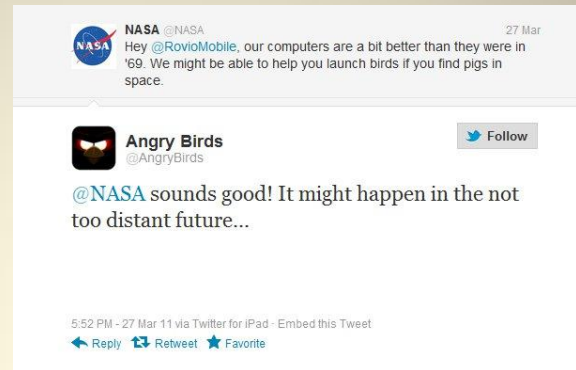 NASA @NASA 27 Mar
NASA Hey @RovioMobile, our computers are a bit better than they were in
'69. We might be able to help you launch birds if you find pigs in
space.
Angry Birds Follow
@AngryBirds
@NASA sounds good! It might happen in the not
too distant future...
5:52 PM - 27 Mar 11 via Twitter for iPad · Embed this Tweet
Reply Retweet Favorite